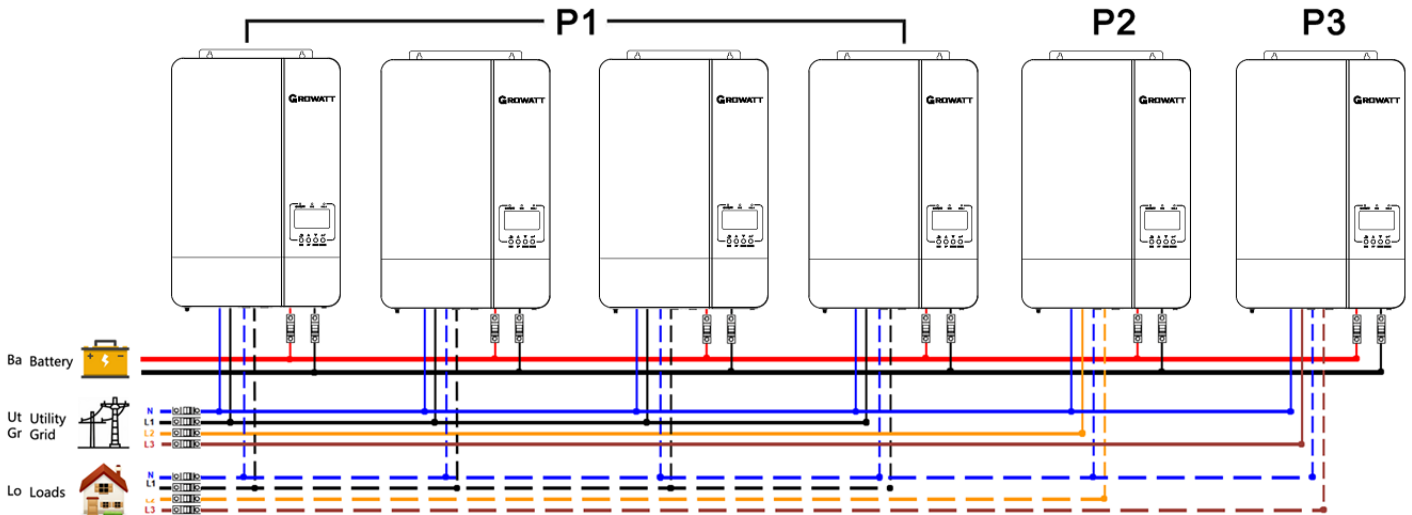 P1 P2 P3
GROWATT GROWATT GROWATT GROWATT GROWATT GROWATT
Ba Battery
+ -
Ut Utility
Gr Grid
N
L1
L2
L3
Lo Loads
N
L1
L2
L3